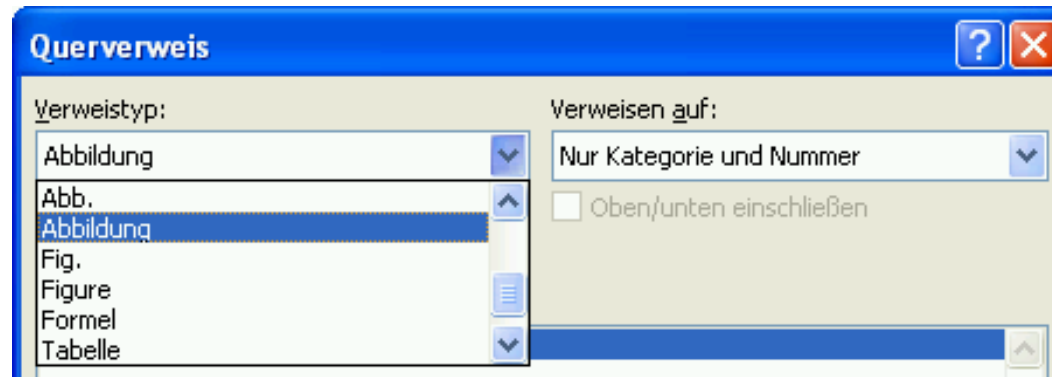 Querverweis
Verweistyp:
Verweisen auf:
Abbildung
Nur Kategorie und Nummer
Abb.
Oben/unten einschließen
Abbildung
Fig.
Figure
Formel
Tabelle